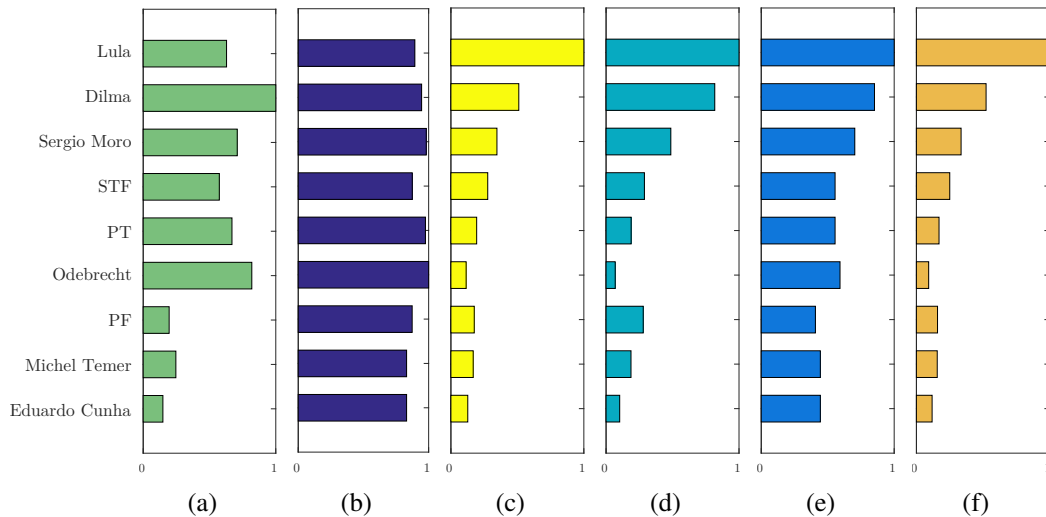 Lula
Dilma
Sergio Moro
STF
PT
Odebrecht
PF
Michel Temer
Eduardo Cunha
0 1 0 1 0 1 0 1 0 1 0 1
(a) (b) (c) (d) (e) (f)